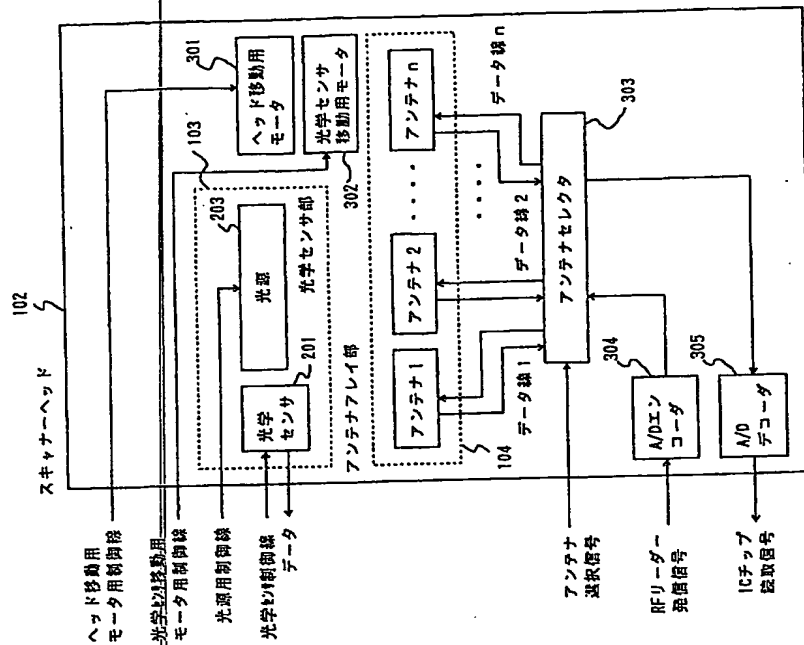 スキャナーヘッド
102
ヘッド移動用
モータ用制御線
光学ｾﾝｻ移動用
モータ用制御線
光源用制御線
光学ｾﾝｻ制御線
データ
103
203
光源
光学センサ部
光学
センサ
201
301
ヘッド移動用
モータ
光学センサ
移動用モータ
302
アンテナアレイ部
アンテナ1
アンテナ2
・・・・
アンテナn
104
データ線1
データ線2
・・・・
データ線n
アンテナセレクタ
303
アンテナ
選択信号
RFリーダー
発信信号
A/Dエン
コーダ
304
ICチップ
読取信号
A/D
デコーダ
305